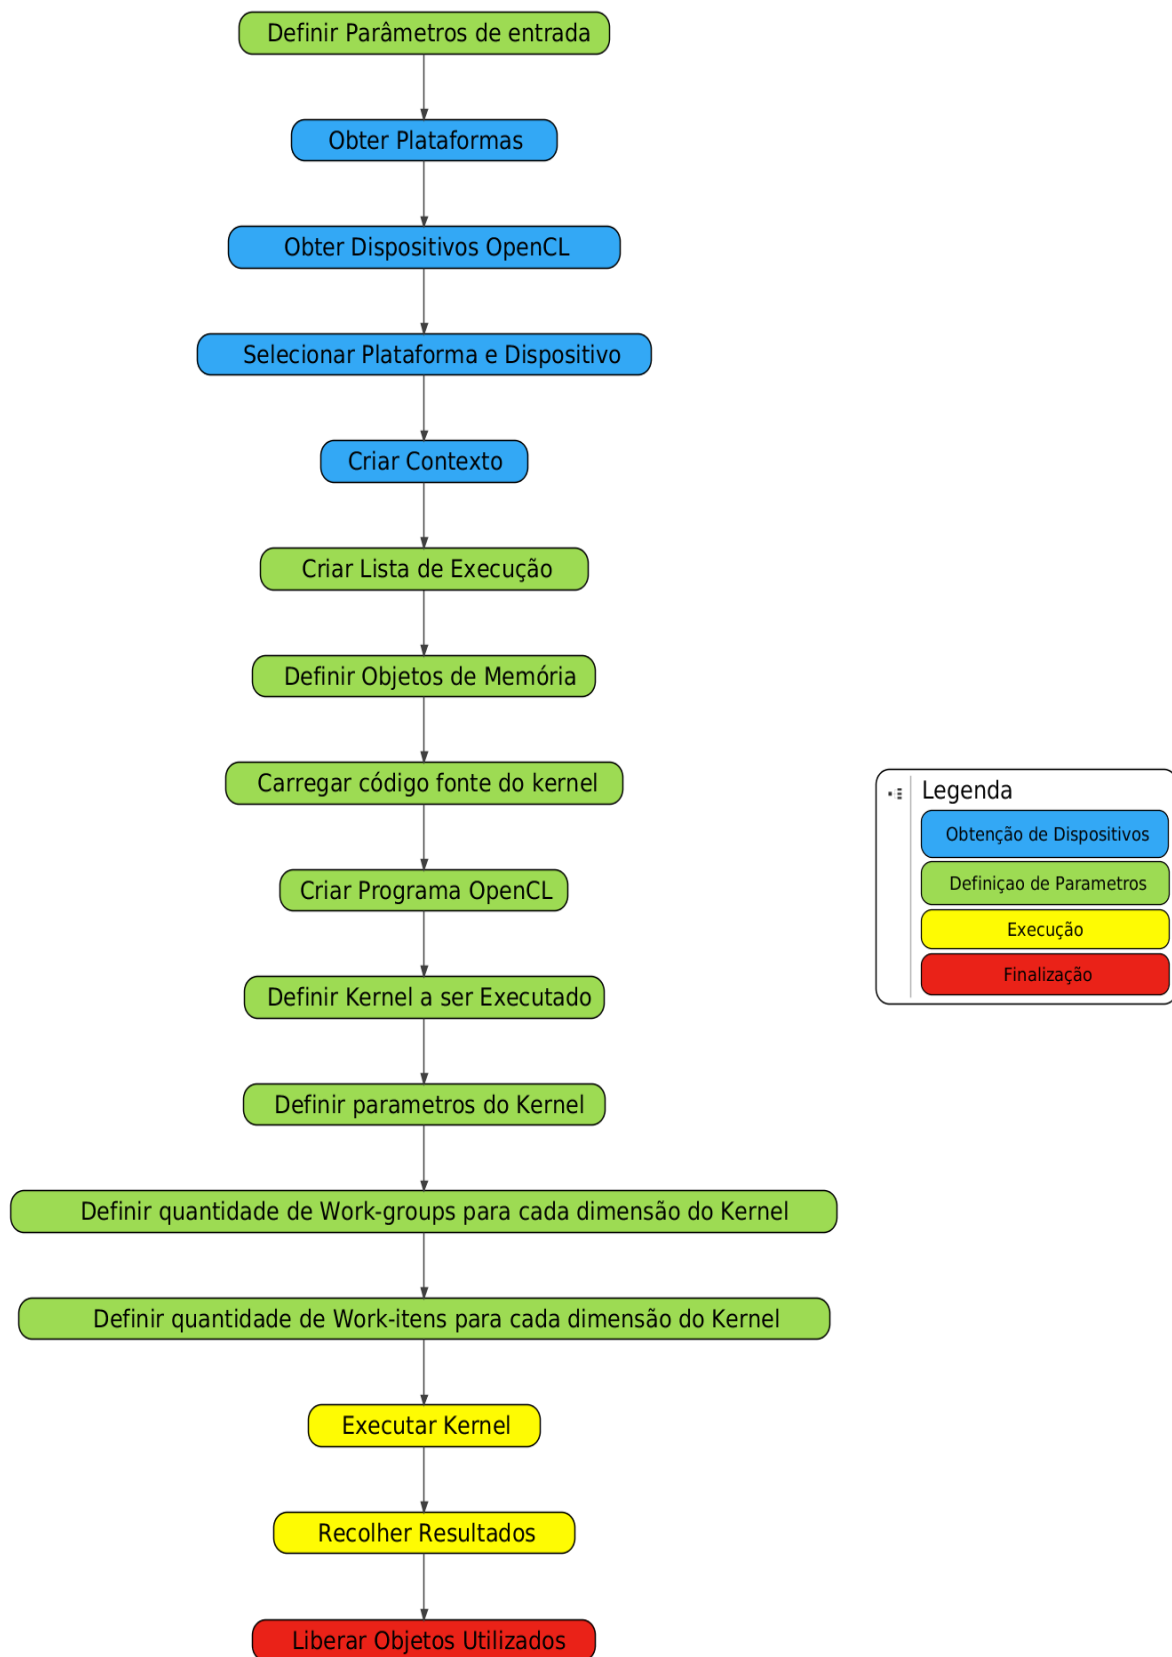 Definir Parâmetros de entrada
Obter Plataformas
Obter Dispositivos OpenCL
Selecionar Plataforma e Dispositivo
Criar Contexto
Criar Lista de Execução
Definir Objetos de Memória
Carregar código fonte do kernel
Criar Programa OpenCL
Definir Kernel a ser Executado
Definir parametros do Kernel
Definir quantidade de Work-groups para cada dimensão do Kernel
Definir quantidade de Work-itens para cada dimensão do Kernel
Executar Kernel
Recolher Resultados
Liberar Objetos Utilizados
Legenda
Obtenção de Dispositivos
Definiçao de Parametros
Execução
Finalização